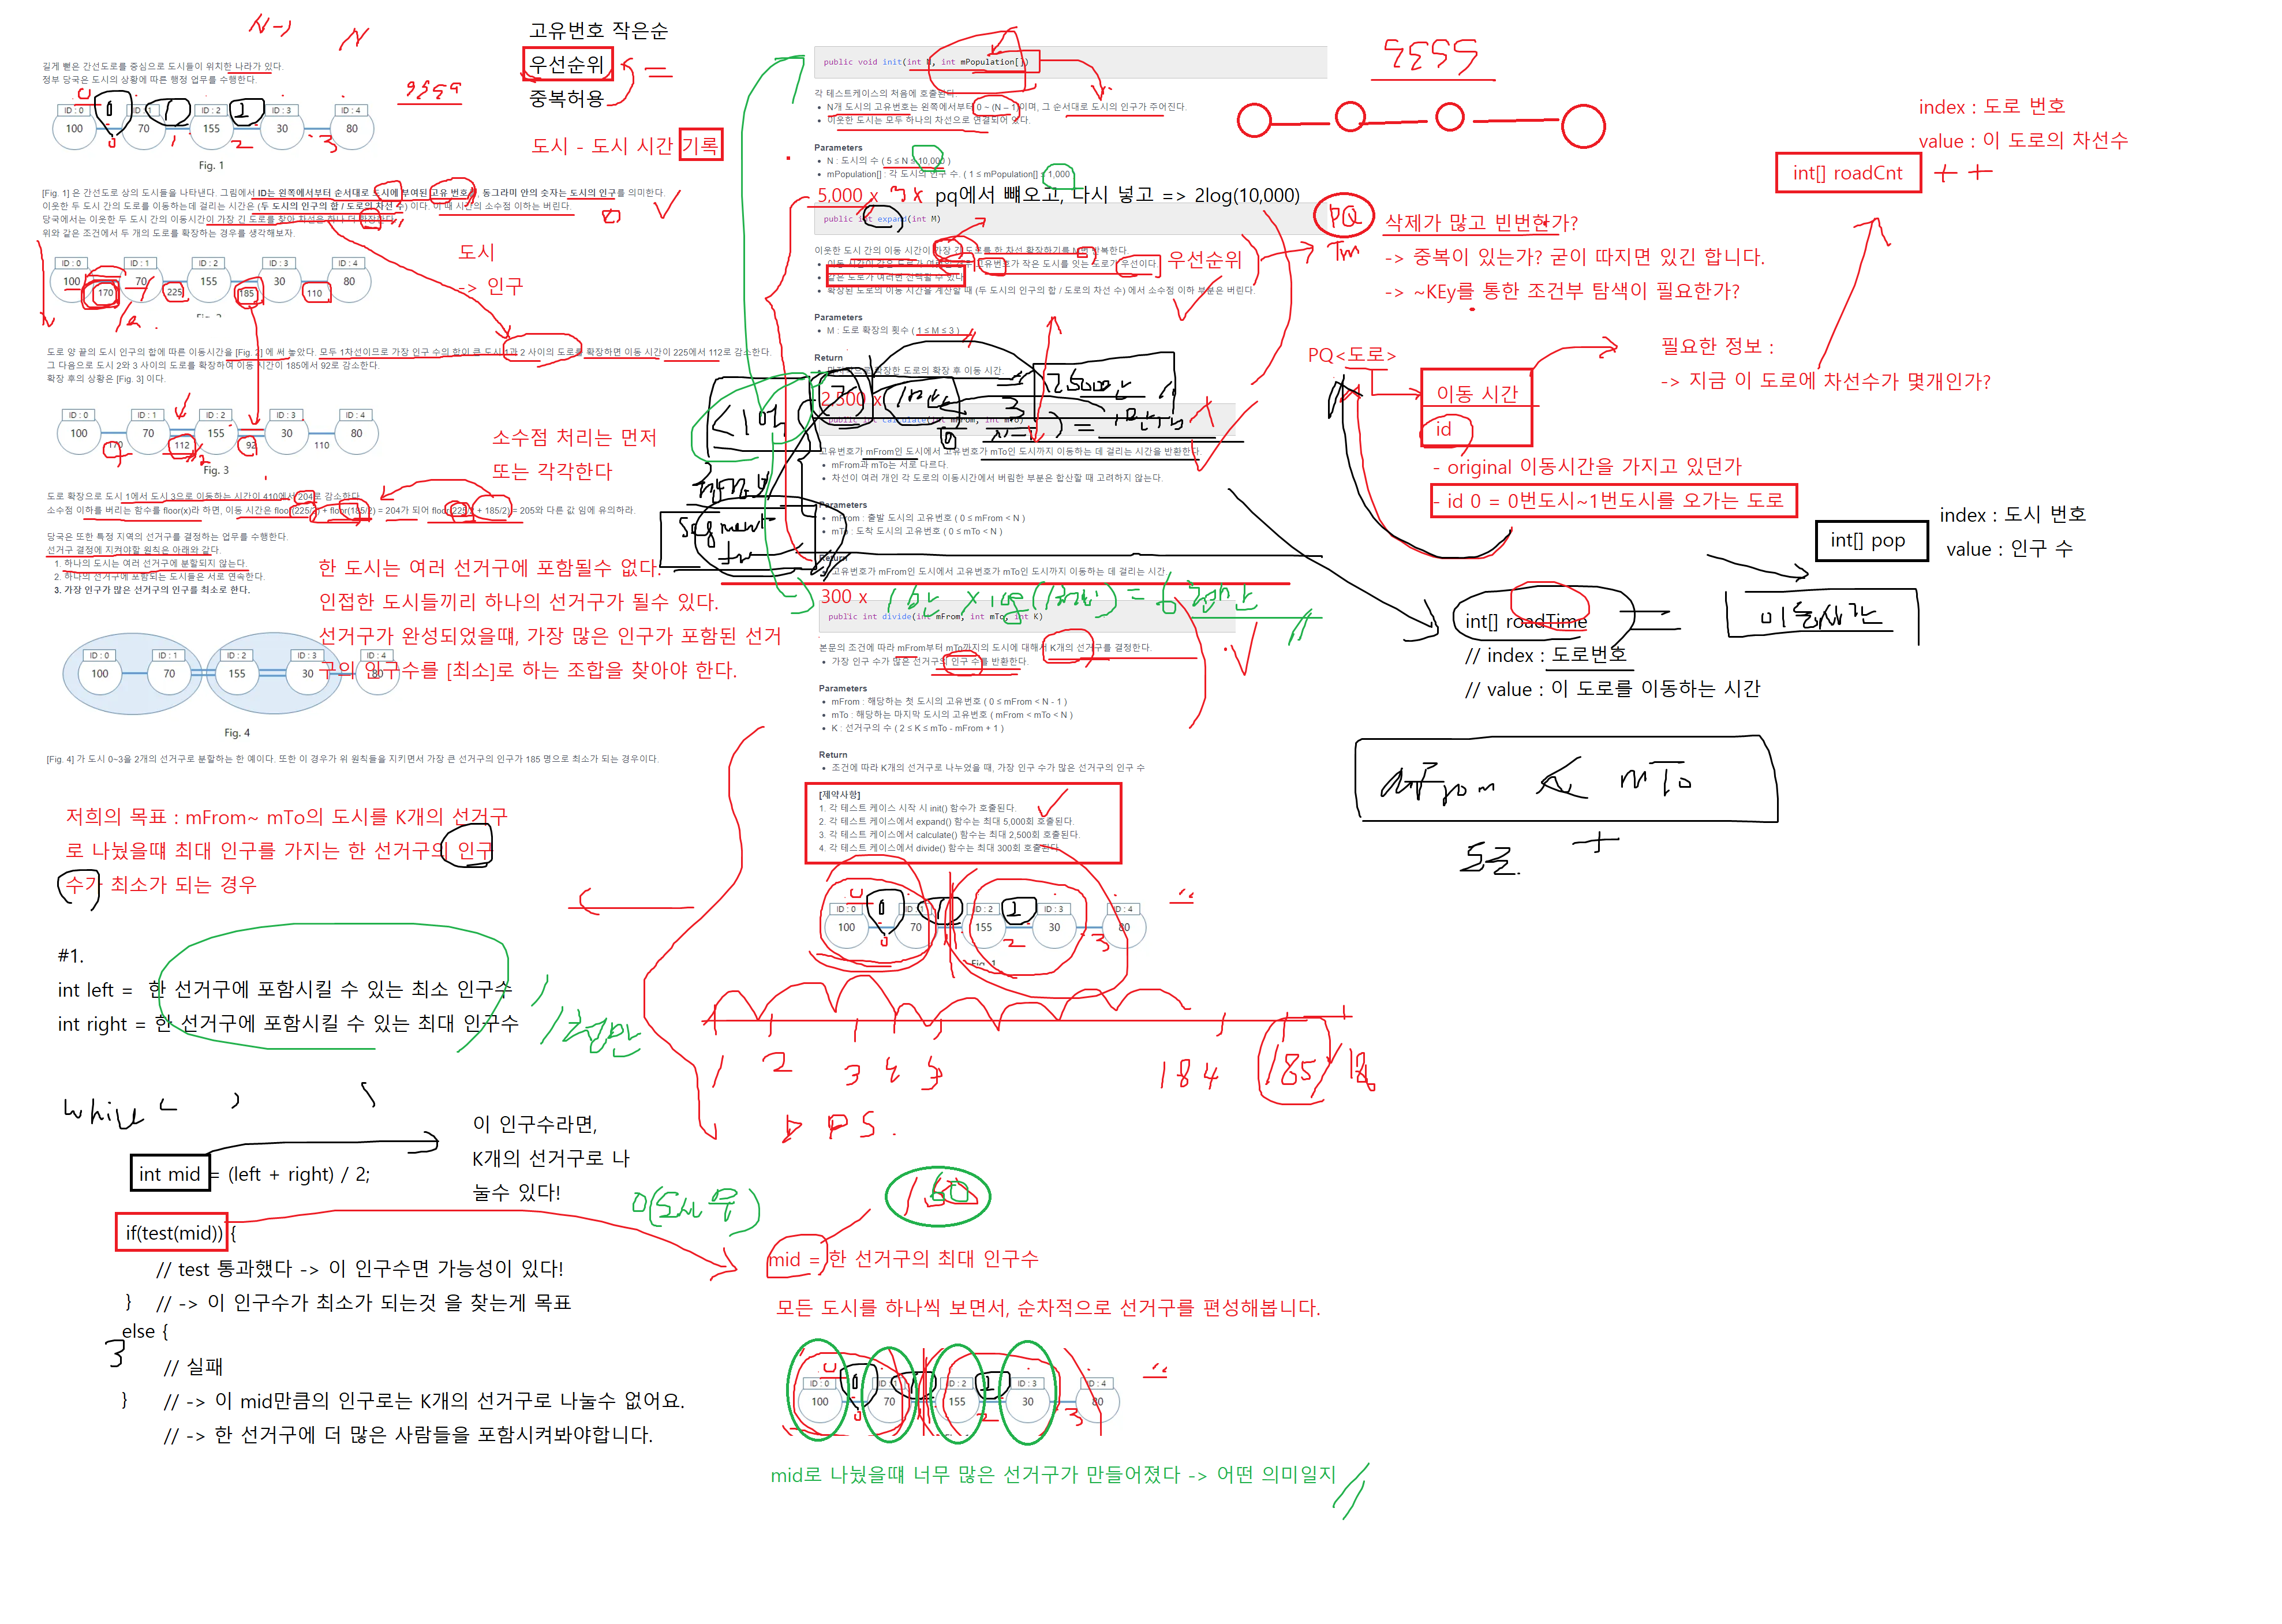 N
고유번호 작은순
우선순위
중복허용
도시 - 도시 시간 기록
길게 뻗은 간선도로를 중심으로 도시들이 위치한 나라가 있다.
정부 당국은 도시의 상황에 따른 행정 업무를 수행한다.
ID : 0
ID : 1
ID : 2
ID : 3
ID : 4
100
70
155
30
80
0
1
2
3
Fig. 1
[Fig. 1] 은 간선도로 상의 도시들을 나타낸다. 그림에서 ID는 왼쪽에서부터 순서대로 도시에 부여된 고유 번호이며, 동그라미 안의 숫자는 도시의 인구를 의미한다.
이웃한 두 도시 간의 도로를 이동하는데 걸리는 시간은 (두 도시의 인구의 합 / 도로의 차선 수) 이다. 이 때 시간의 소수점 이하는 버린다.
당국에서는 이웃한 두 도시 간의 이동시간이 가장 긴 도로를 찾아 차선을 하나 더 확장한다.
위와 같은 조건에서 두 개의 도로를 확장하는 경우를 생각해보자.
도시
-> 인구
ID : 0
ID : 1
ID : 2
ID : 3
ID : 4
100
70
155
30
80
170
225
185
110
도로 양 끝의 도시 인구의 합에 따른 이동시간을 [Fig. 2] 에 써 놓았다. 모두 1차선이므로 가장 인구 수의 합이 큰 도시 1과 2 사이의 도로를 확장하면 이동 시간이 225에서 112로 감소한다.
그 다음으로 도시 2와 3 사이의 도로를 확장하여 이동 시간이 185에서 92로 감소한다.
확장 후의 상황은 [Fig. 3] 이다.
ID : 0
ID : 1
ID : 2
ID : 3
ID : 4
100
70
155
30
80
170
112
92
110
Fig. 3
소수점 처리는 먼저
또는 각각한다
도로 확장으로 도시 1에서 도시 3으로 이동하는 시간이 410에서 204로 감소한다.
소수점 이하를 버리는 함수를 floor(x)라 하면, 이동 시간은 floor(225/2) + floor(185/2) = 204가 되어 floor(225/2 + 185/2) = 205와 다른 값 임에 유의하라.
당국은 또한 특정 지역의 선거구를 결정하는 업무를 수행한다.
선거구 결정에 지켜야할 원칙은 아래와 같다.
1. 하나의 도시는 여러 선거구에 분할되지 않는다.
2. 하나의 선거구에 포함되는 도시들은 서로 연속한다.
3. 가장 인구가 많은 선거구의 인구를 최소로 한다.
한 도시는 여러 선거구에 포함될수 없다.
인접한 도시들끼리 하나의 선거구가 될수 있다.
선거구가 완성되었을떄, 가장 많은 인구가 포함된 선거
구의 인구수를 [최소]로 하는 조합을 찾아야 한다.
ID : 0
ID : 1
ID : 2
ID : 3
ID : 4
100
70
155
30
80
Fig. 4
[Fig. 4] 가 도시 0~3을 2개의 선거구로 분할하는 한 예이다. 또한 이 경우가 위 원칙들을 지키면서 가장 큰 선거구의 인구가 185 명으로 최소가 되는 경우이다.
저희의 목표 : mFrom~ mTo의 도시를 K개의 선거구
로 나눴을떄 최대 인구를 가지는 한 선거구의 인구
수가 최소가 되는 경우
#1.
int left = 한 선거구에 포함시킬 수 있는 최소 인구수
int right = 한 선거구에 포함시킬 수 있는 최대 인구수
1천만
while ( )
int mid = (left + right) / 2;
이 인구수라면,
K개의 선거구로 나
눌수 있다!
if(test(mid)) {
// test 통과했다 -> 이 인구수면 가능성이 있다!
} // -> 이 인구수가 최소가 되는것 을 찾는게 목표
else {
// 실패
} // -> 이 mid만큼의 인구로는 K개의 선거구로 나눌수 없어요.
// -> 한 선거구에 더 많은 사람들을 포함시켜봐야합니다.
public void init(int N, int mPopulation[])
각 테스트케이스의 처음에 호출된다.
• N개 도시의 고유번호는 왼쪽에서부터 0 ~ (N – 1)이며, 그 순서대로 도시의 인구가 주어진다.
• 이웃한 도시는 모두 하나의 차선으로 연결되어 있다.
Parameters
• N : 도시의 수 ( 5 ≤ N ≤ 10,000 )
• mPopulation[] : 각 도시의 인구 수. ( 1 ≤ mPopulation[] ≤ 1,000 )
5,000 x 3 x pq에서 뺴오고, 다시 넣고 => 2log(10,000)
public int expand(int M)
이웃한 도시 간의 이동 시간이 가장 긴 도로를 한 차선 확장하기를 M번 반복한다.
우선순위
• 같은 도로가 여러번 선택될 수 있다.
• 확장된 도로의 이동 시간을 계산할 때 (두 도시의 인구의 합 / 도로의 차선 수) 에서 소수점 이하 부분은 버린다.
Parameters
• M : 도로 확장의 횟수 ( 1 ≤ M ≤ 3 )
Return
• 마지막으로 확장한 도로의 확장 후 이동 시간.
2,500 x
public int calculate(int mFrom, int mTo)
고유번호가 mFrom인 도시에서 고유번호가 mTo인 도시까지 이동하는 데 걸리는 시간을 반환한다.
• mFrom과 mTo는 서로 다르다.
• 차선이 여러 개인 각 도로의 이동시간에서 버림한 부분은 합산할 때 고려하지 않는다.
Parameters
• mFrom : 출발 도시의 고유번호 ( 0 ≤ mFrom < N )
• mTo : 도착 도시의 고유번호 ( 0 ≤ mTo < N )
Return
• 고유번호가 mFrom인 도시에서 고유번호가 mTo인 도시까지 이동하는 데 걸리는 시간
300 x 1만 x log(1천만) =
public int divide(int mFrom, int mTo, int K)
본문의 조건에 따라 mFrom부터 mTo까지의 도시에 대해서 K개의 선거구를 결정한다.
• 가장 인구 수가 많은 선거구의 인구 수를 반환한다.
Parameters
• mFrom : 해당하는 첫 도시의 고유번호 ( 0 ≤ mFrom < N - 1 )
• mTo : 해당하는 마지막 도시의 고유번호 ( mFrom < mTo < N )
• K : 선거구의 수 ( 2 ≤ K ≤ mTo - mFrom + 1 )
Return
• 조건에 따라 K개의 선거구로 나누었을 때, 가장 인구 수가 많은 선거구의 인구 수
[제약사항]
1. 각 테스트 케이스 시작 시 init() 함수가 호출된다.
2. 각 테스트 케이스에서 expand() 함수는 최대 5,000회 호출된다.
3. 각 테스트 케이스에서 calculate() 함수는 최대 2,500회 호출된다.
4. 각 테스트 케이스에서 divide() 함수는 최대 300회 호출된다.
ID : 0
ID : 1
ID : 2
ID : 3
ID : 4
100
70
155
30
80
1 2 3 4 5 184 185 186
PS.
O(도시 수)
150
mid = 한 선거구의 최대 인구수
모든 도시를 하나씩 보면서, 순차적으로 선거구를 편성해봅니다.
ID : 0
ID : 1
ID : 2
ID : 3
ID : 4
100
70
155
30
80
mid로 나눴을떄 너무 많은 선거구가 만들어졌다 -> 어떤 의미일지
index : 도로 번호
value : 이 도로의 차선수
int[] roadCnt ++
PQ
삭제가 많고 빈번한가?
-> 중복이 있는가? 굳이 따지면 있긴 합니다.
-> ~KEy를 통한 조건부 탐색이 필요한가?
PQ<도로>
이동 시간
id
필요한 정보 :
-> 지금 이 도로에 차선수가 몇개인가?
- original 이동시간을 가지고 있던가
- id 0 = 0번도시~1번도시를 오가는 도로
int[] pop
index : 도시 번호
value : 인구 수
int[] roadTime
이동시간
// index : 도로번호
// value : 이 도로를 이동하는 시간
mFrom mTo
도로.
+